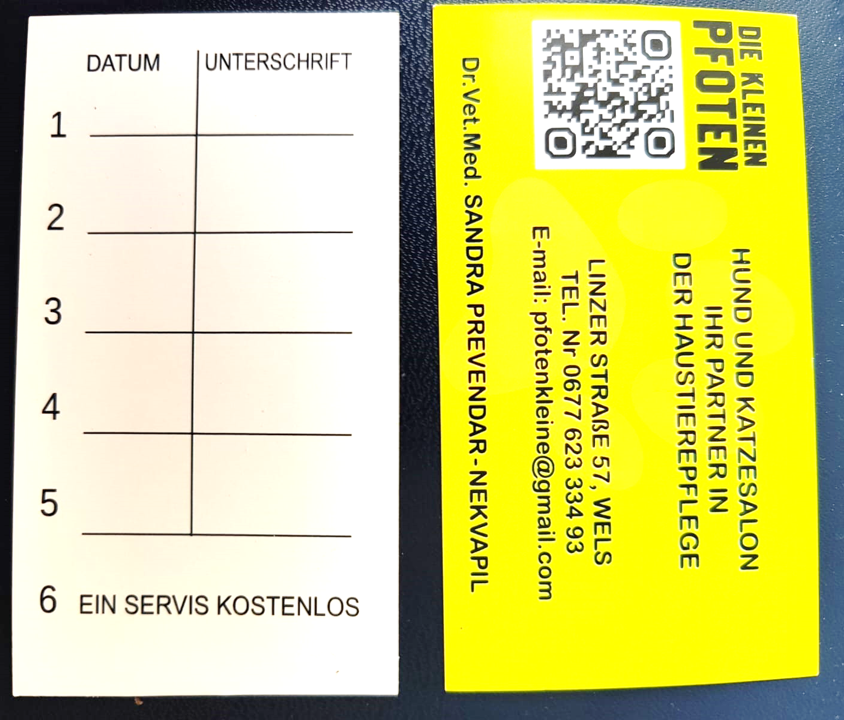 DATUM UNTERSCHRIFT
1
2
3
4
5
6 EIN SERVIS KOSTENLOS
DIE KLEINEN
PFOTEN
HUND UND KATZESALON
IHR PARTNER IN
DER HAUSTIEREPFLEGE
LINZER STRAßE 57, WELS
TEL. Nr 0677 623 334 93
E-mail: pfotenkleine@gmail.com
Dr.Vet.Med. SANDRA PREVENDAR-NEKVAPIL